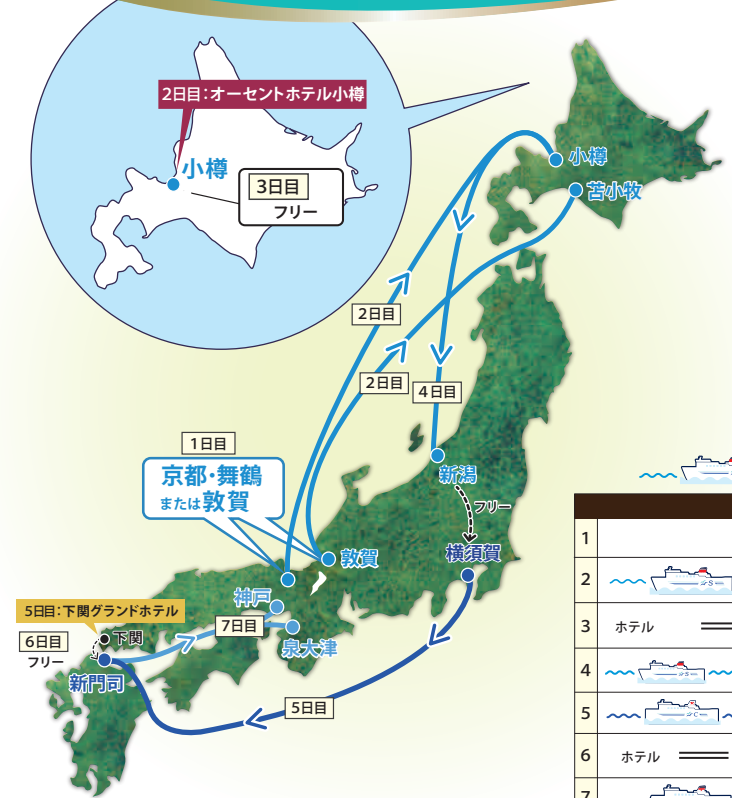 2日目：オーセントホテル小樽
小樽
3日目
フリー
小樽
苫小牧
2日目
2日目
4日目
1日目
京都・舞鶴
または敦賀
新潟
フリー
敦賀
横須賀
神戸
5日目：下関グランドホテル
下関
6日目
フリー
7日目
泉大津
新門司
5日目
1
2
3 ホテル
4
5
6 ホテル
7